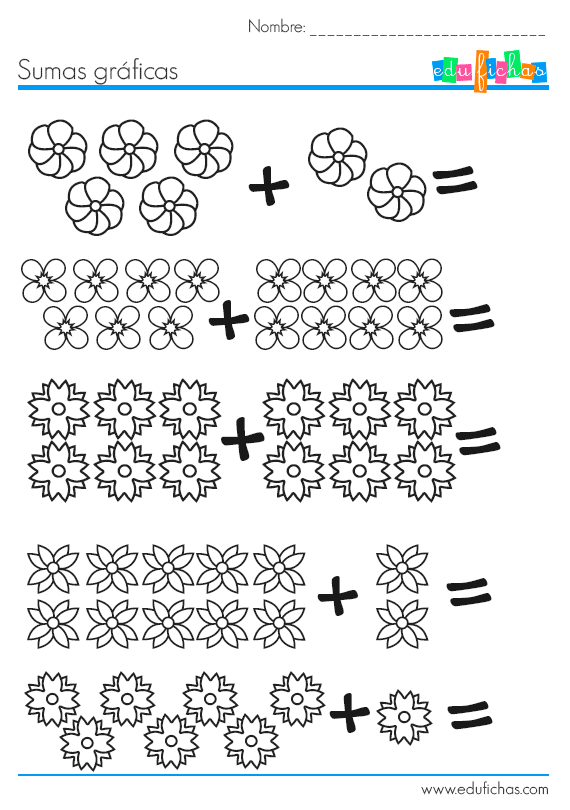 Nombre: ___________________________
Sumas gráficas
edufichas
+ =
+ =
+ =
+ =
+ =
www.edufichas.com